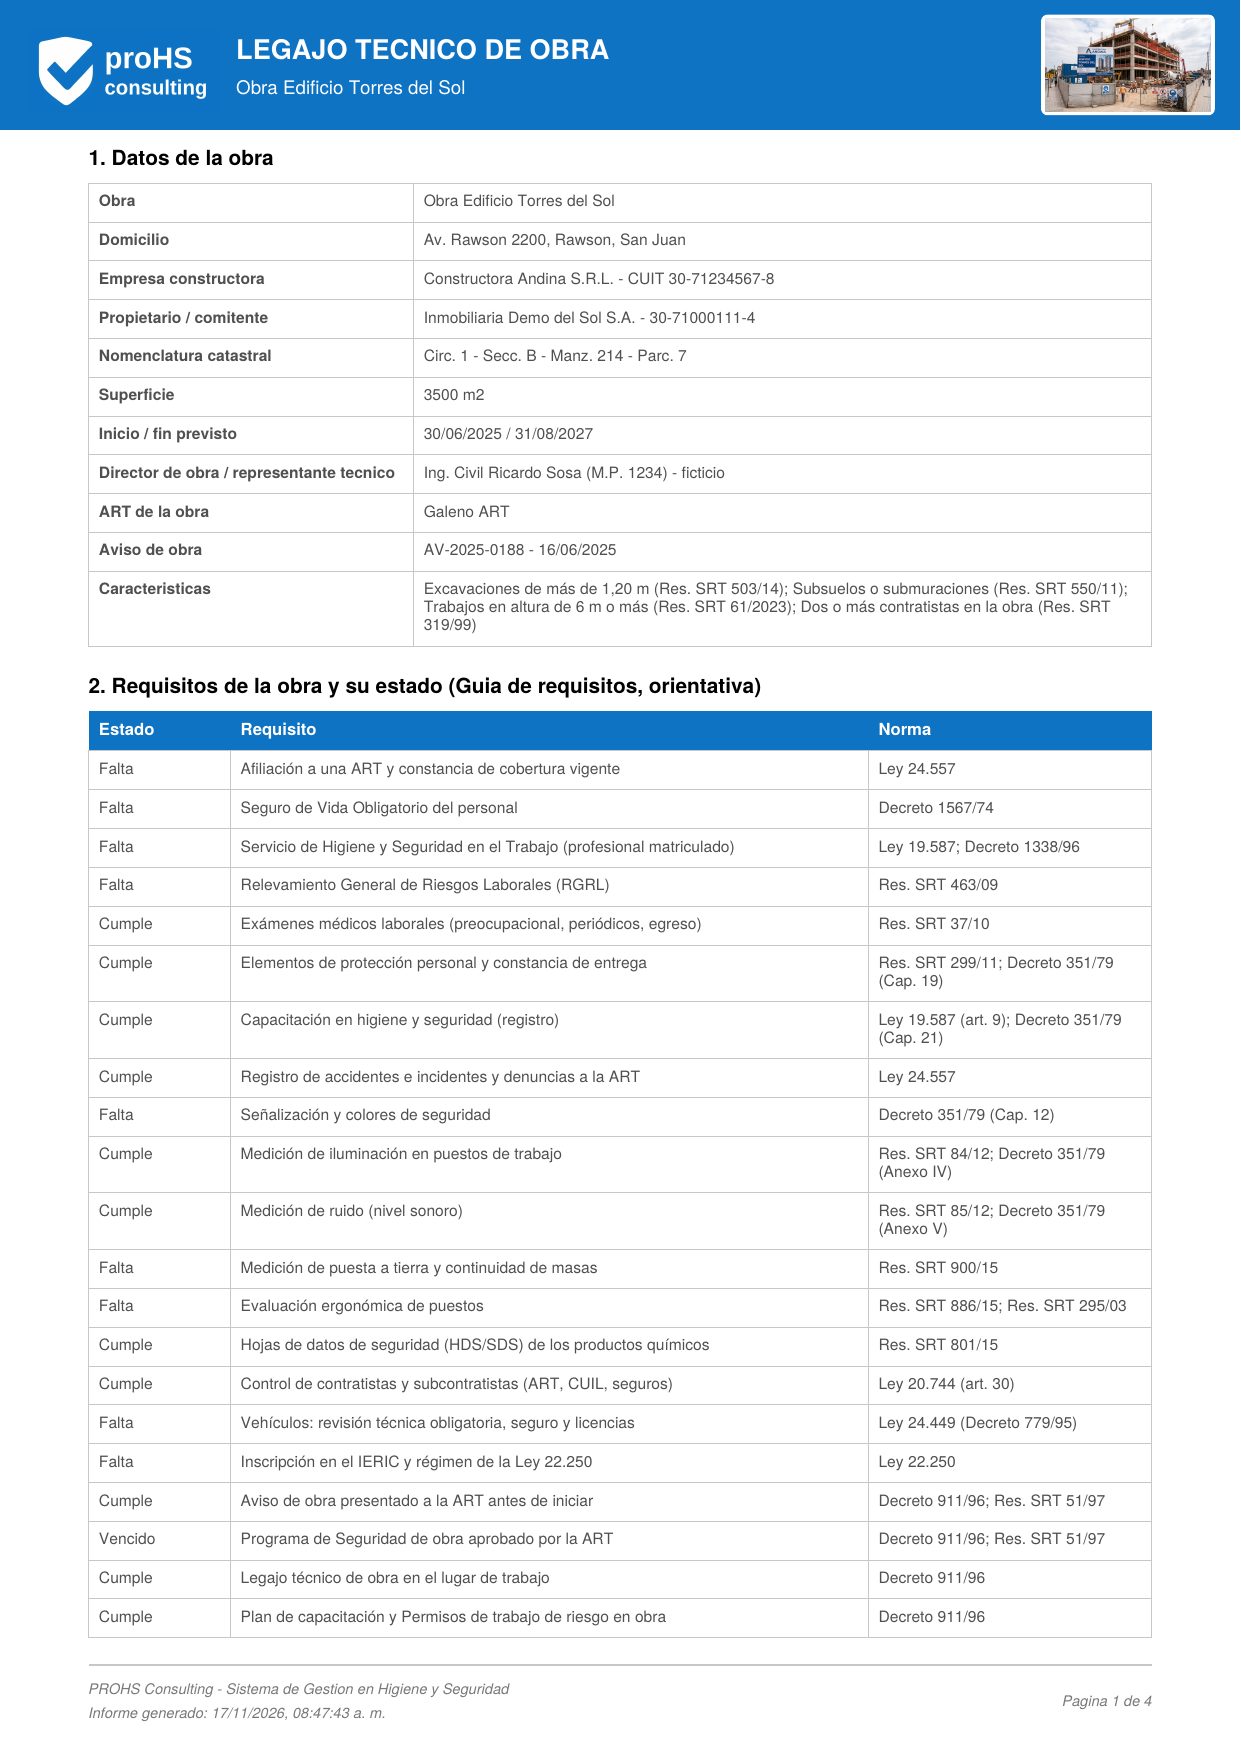 proHS
consulting
LEGAJO TECNICO DE OBRA
Obra Edificio Torres del Sol
1. Datos de la obra
Obra Obra Edificio Torres del Sol
Domicilio Av. Rawson 2200, Rawson, San Juan
Empresa constructora Constructora Andina S.R.L. - CUIT 30-71234567-8
Propietario / comitente Inmobiliaria Demo del Sol S.A. - 30-71000111-4
Nomenclatura catastral Circ. 1 - Secc. B - Manz. 214 - Parc. 7
Superficie 3500 m2
Inicio / fin previsto 30/06/2025 / 31/08/2027
Director de obra / representante tecnico Ing. Civil Ricardo Sosa (M.P. 1234) - ficticio
ART de la obra Galeno ART
Aviso de obra AV-2025-0188 - 16/06/2025
Caracteristicas Excavaciones de más de 1,20 m (Res. SRT 503/14); Subsuelos o submuraciones (Res. SRT 550/11);
Trabajos en altura de 6 m o más (Res. SRT 61/2023); Dos o más contratistas en la obra (Res. SRT
319/99)
2. Requisitos de la obra y su estado (Guia de requisitos, orientativa)
Estado Requisito Norma
Falta Afiliación a una ART y constancia de cobertura vigente Ley 24.557
Falta Seguro de Vida Obligatorio del personal Decreto 1567/74
Falta Servicio de Higiene y Seguridad en el Trabajo (profesional matriculado) Ley 19.587; Decreto 1338/96
Falta Relevamiento General de Riesgos Laborales (RGRL) Res. SRT 463/09
Cumple Exámenes médicos laborales (preocupacional, periódicos, egreso) Res. SRT 37/10
Cumple Elementos de protección personal y constancia de entrega Res. SRT 299/11; Decreto 351/79
(Cap. 19)
Cumple Capacitación en higiene y seguridad (registro) Ley 19.587 (art. 9); Decreto 351/79
(Cap. 21)
Cumple Registro de accidentes e incidentes y denuncias a la ART Ley 24.557
Falta Señalización y colores de seguridad Decreto 351/79 (Cap. 12)
Cumple Medición de iluminación en puestos de trabajo Res. SRT 84/12; Decreto 351/79
(Anexo IV)
Cumple Medición de ruido (nivel sonoro) Res. SRT 85/12; Decreto 351/79
(Anexo V)
Falta Medición de puesta a tierra y continuidad de masas Res. SRT 900/15
Falta Evaluación ergonómica de puestos Res. SRT 886/15; Res. SRT 295/03
Cumple Hojas de datos de seguridad (HDS/SDS) de los productos químicos Res. SRT 801/15
Cumple Control de contratistas y subcontratistas (ART, CUIL, seguros) Ley 20.744 (art. 30)
Falta Vehículos: revisión técnica obligatoria, seguro y licencias Ley 24.449 (Decreto 779/95)
Falta Inscripción en el IERIC y régimen de la Ley 22.250 Ley 22.250
Cumple Aviso de obra presentado a la ART antes de iniciar Decreto 911/96; Res. SRT 51/97
Vencido Programa de Seguridad de obra aprobado por la ART Decreto 911/96; Res. SRT 51/97
Cumple Legajo técnico de obra en el lugar de trabajo Decreto 911/96
Cumple Plan de capacitación y Permisos de trabajo de riesgo en obra Decreto 911/96
PROHS Consulting - Sistema de Gestion en Higiene y Seguridad
Informe generado: 17/11/2026, 08:47:43 a. m.
Pagina 1 de 4